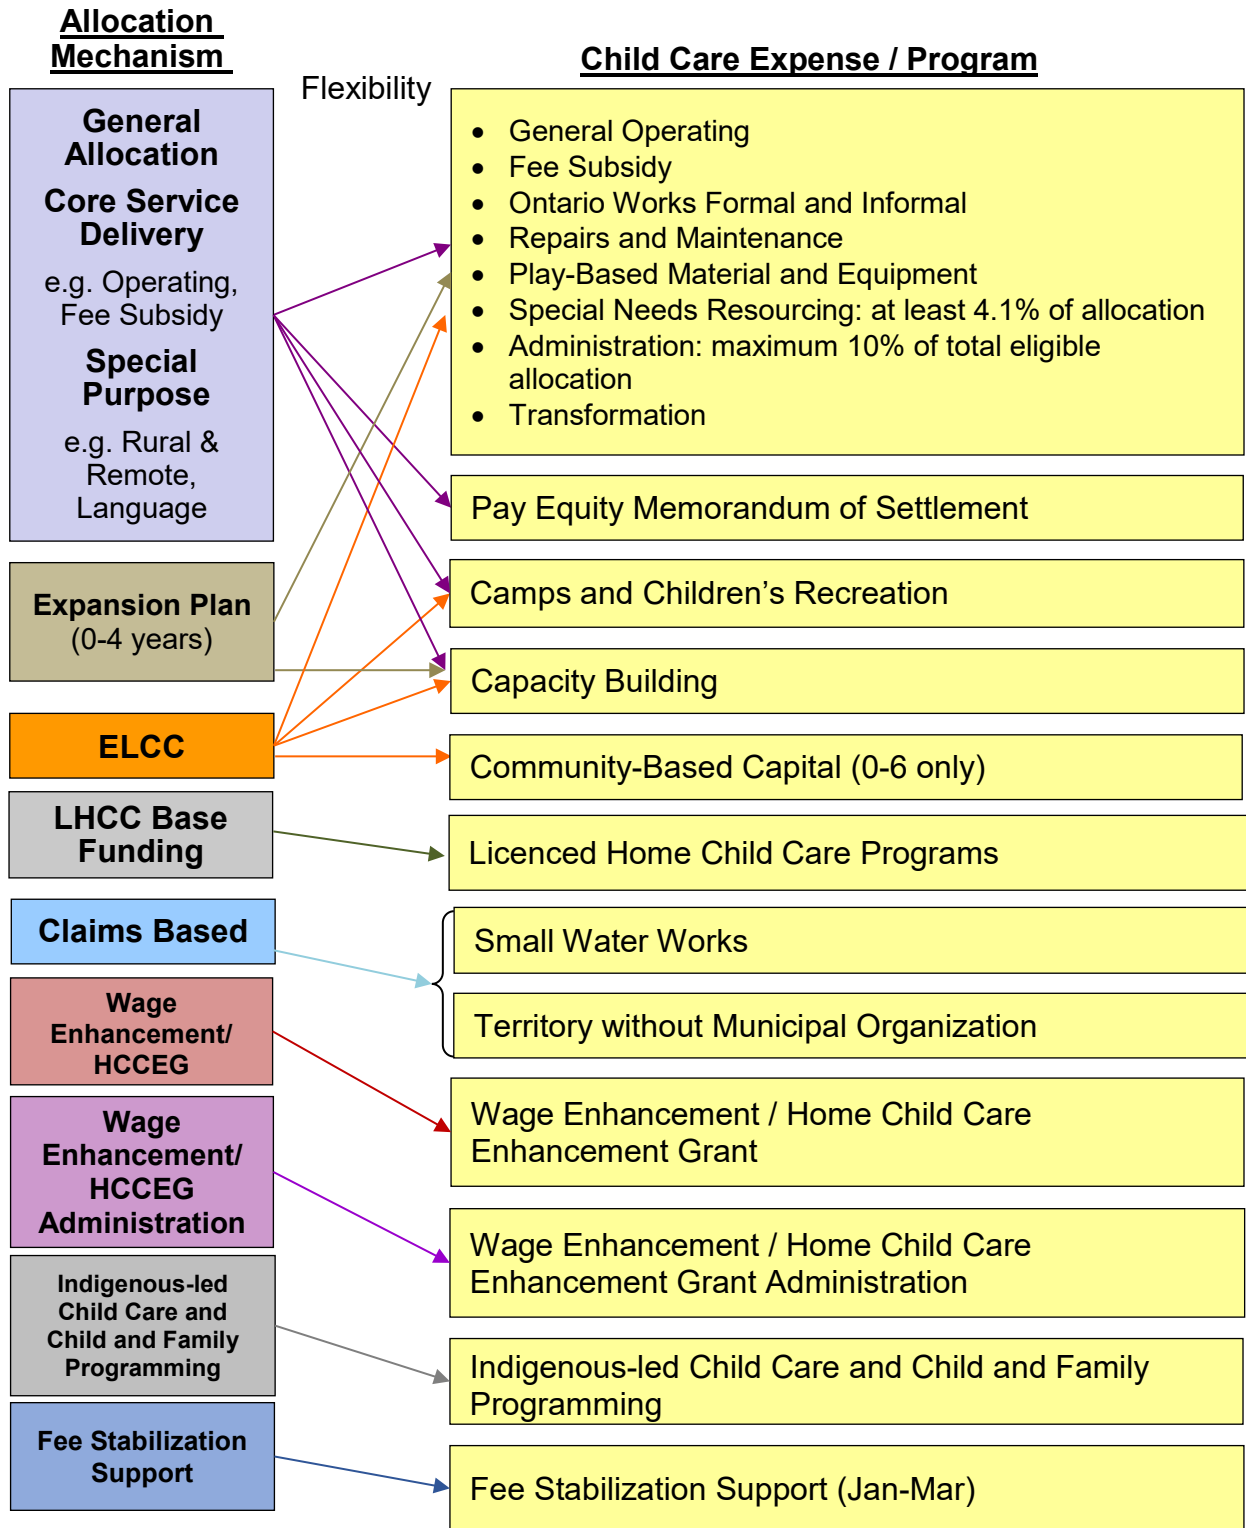 Allocation
Mechanism
Flexibility
Child Care Expense / Program
General
Allocation
Core Service
Delivery
e.g. Operating,
Fee Subsidy
Special
Purpose
e.g. Rural &
Remote,
Language
• General Operating
• Fee Subsidy
• Ontario Works Formal and Informal
• Repairs and Maintenance
• Play-Based Material and Equipment
• Special Needs Resourcing: at least 4.1% of allocation
• Administration: maximum 10% of total eligible
allocation
• Transformation
Pay Equity Memorandum of Settlement
Expansion Plan
(0-4 years)
Camps and Children’s Recreation
Capacity Building
ELCC
Community-Based Capital (0-6 only)
LHCC Base
Funding
Licenced Home Child Care Programs
Claims Based
Small Water Works
Territory without Municipal Organization
Wage
Enhancement/
HCCEG
Wage Enhancement / Home Child Care
Enhancement Grant
Wage
Enhancement/
HCCEG
Administration
Wage Enhancement / Home Child Care
Enhancement Grant Administration
Indigenous-led
Child Care and
Child and Family
Programming
Indigenous-led Child Care and Child and Family
Programming
Fee Stabilization
Support
Fee Stabilization Support (Jan-Mar)